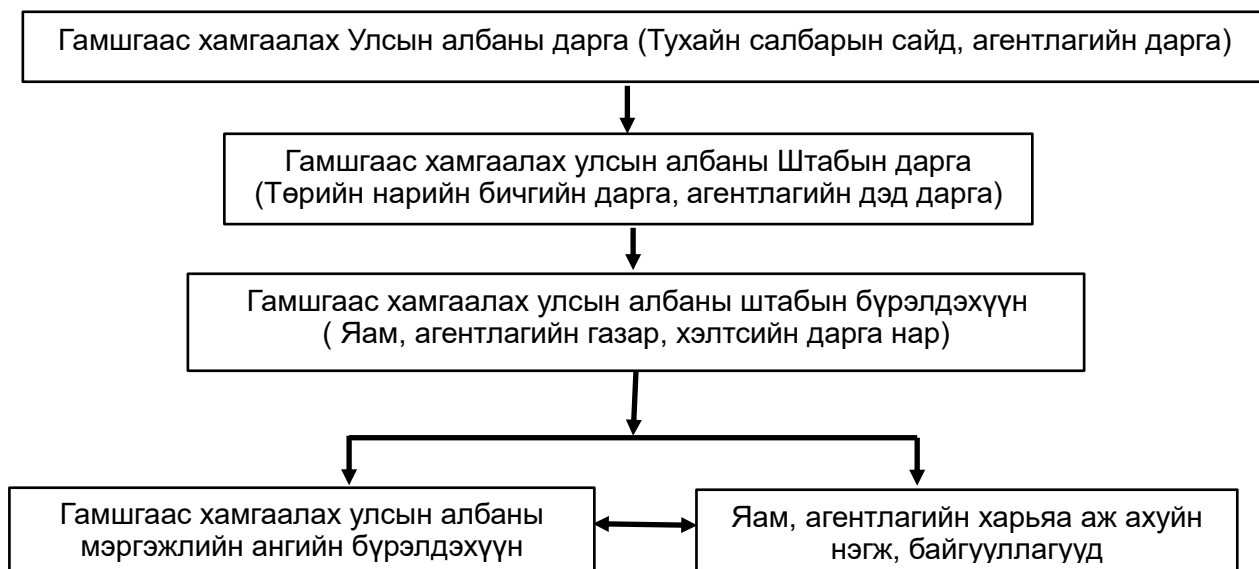 Гамшгаас хамгаалах Улсын албаны дарга (Тухайн салбарын сайд, агентлагийн дарга)
Гамшгаас хамгаалах улсын албаны Штабын дарга
(Төрийн нарийн бичгийн дарга, агентлагийн дэд дарга)
Гамшгаас хамгаалах улсын албаны штабын бүрэлдэхүүн
( Яам, агентлагийн газар, хэлтсийн дарга нар)
Гамшгаас хамгаалах улсын албаны
мэргэжлийн ангийн бүрэлдэхүүн
Яам, агентлагийн харьяа аж ахуйн
нэгж, байгууллагууд